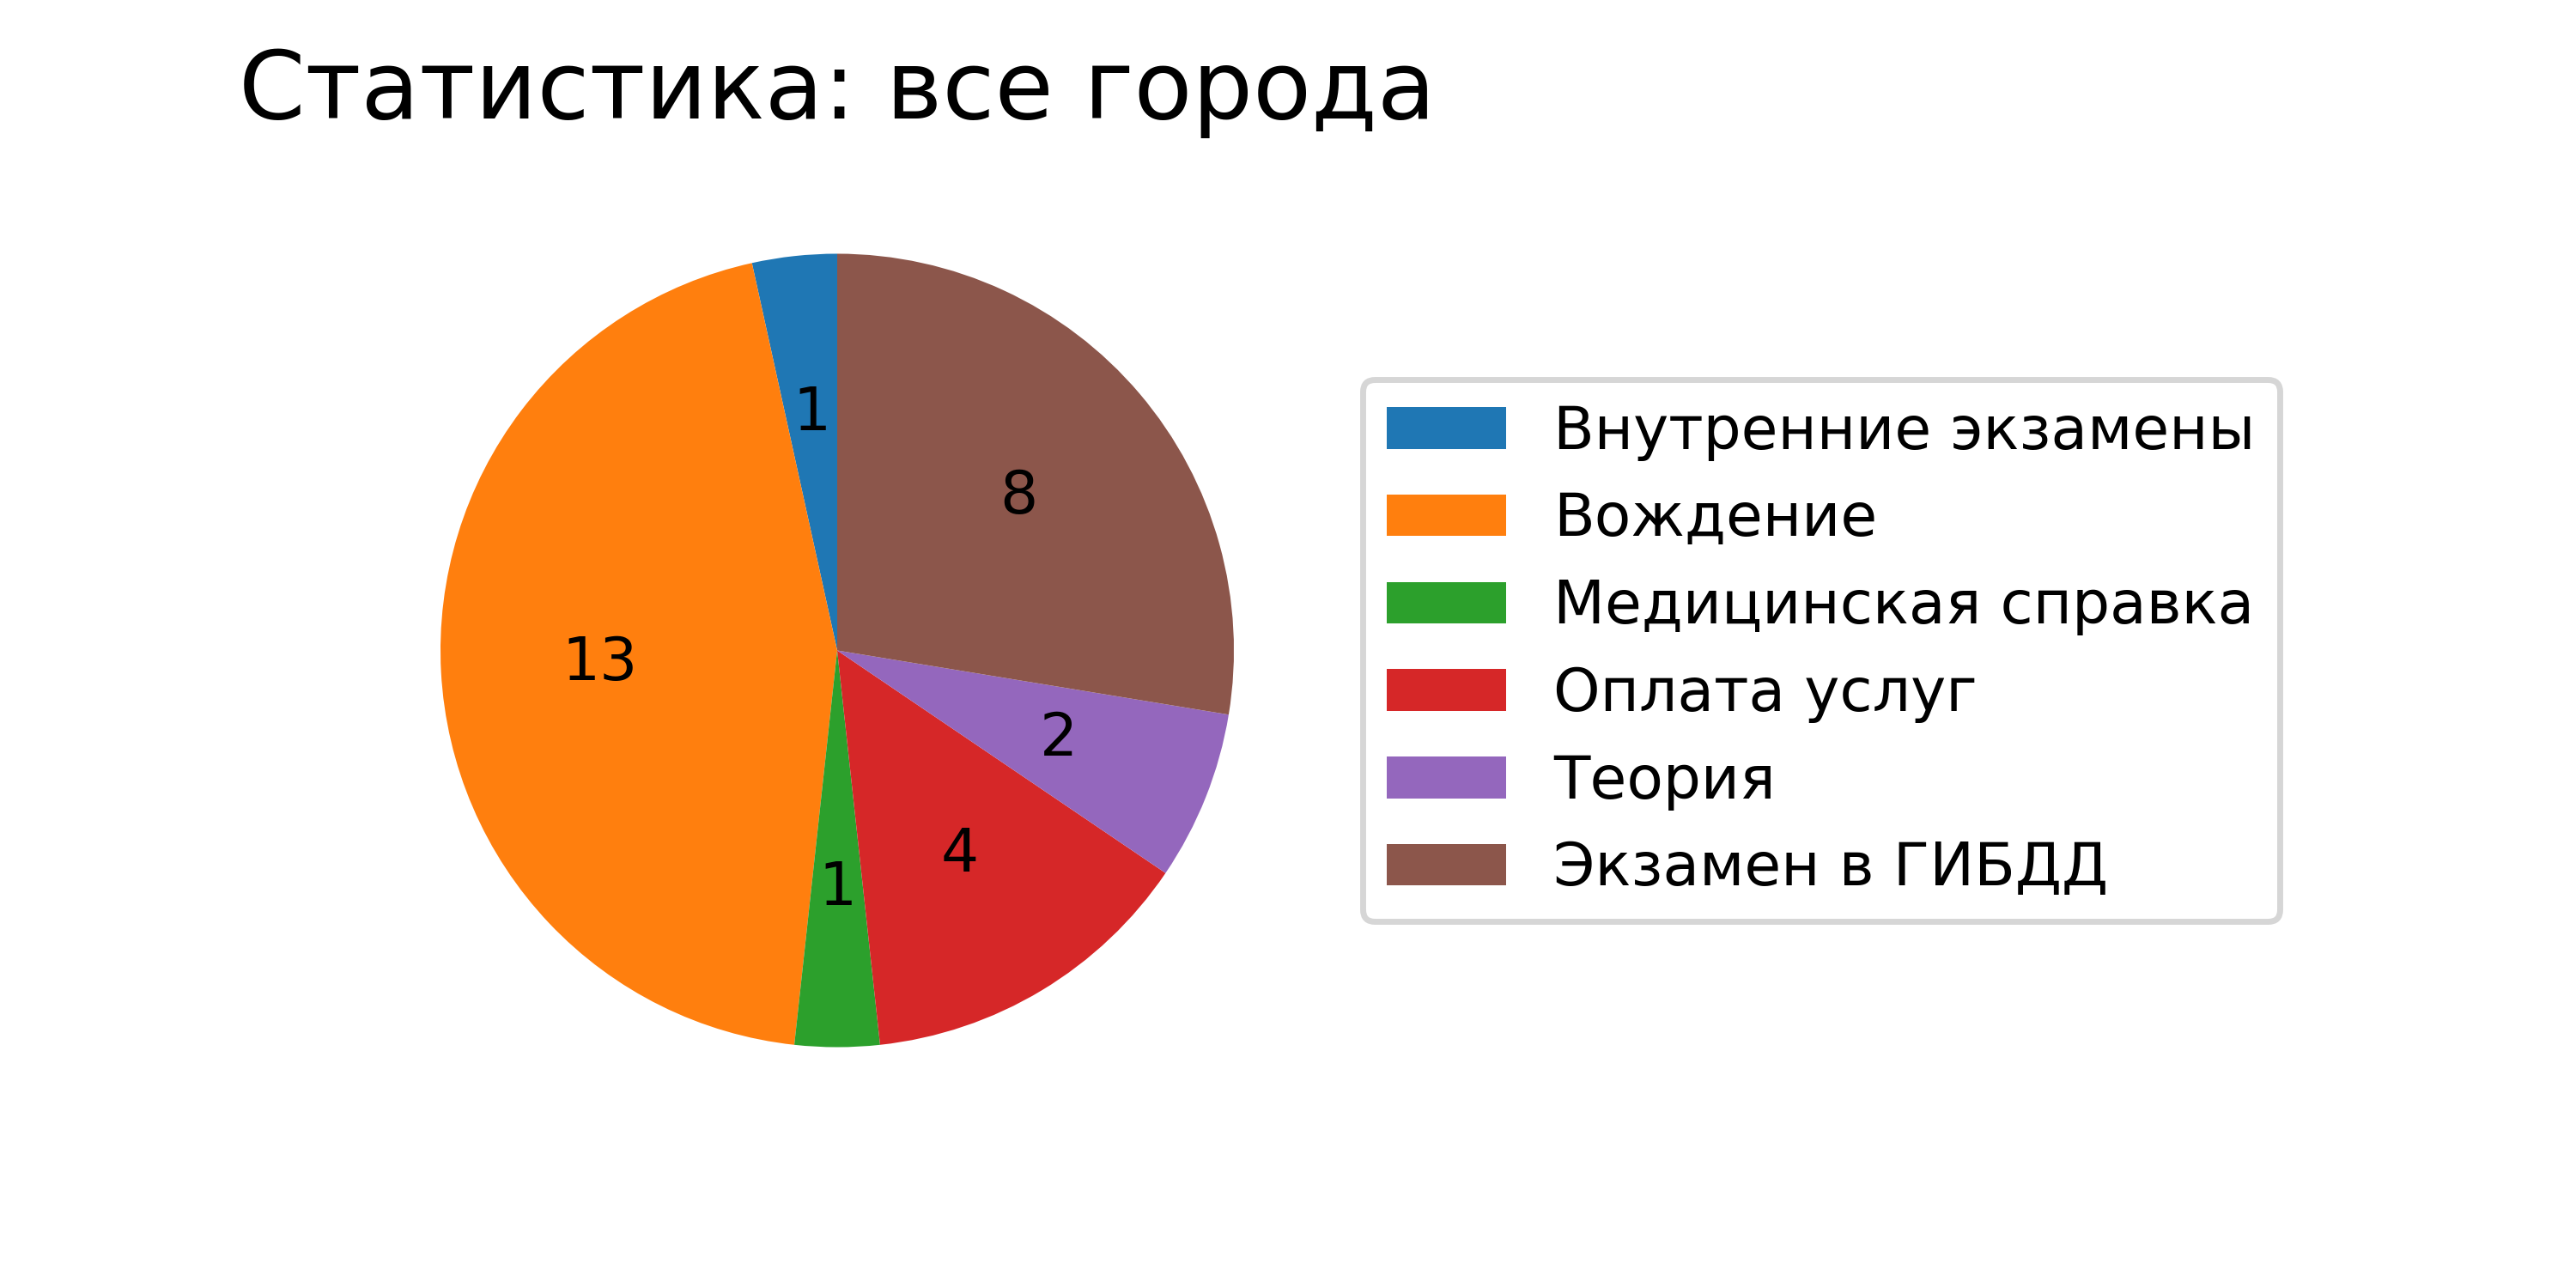 Статистика: все города
1
8
13
2
4
1
Внутренние экзамены
Вождение
Медицинская справка
Оплата услуг
Теория
Экзамен в ГИБДД